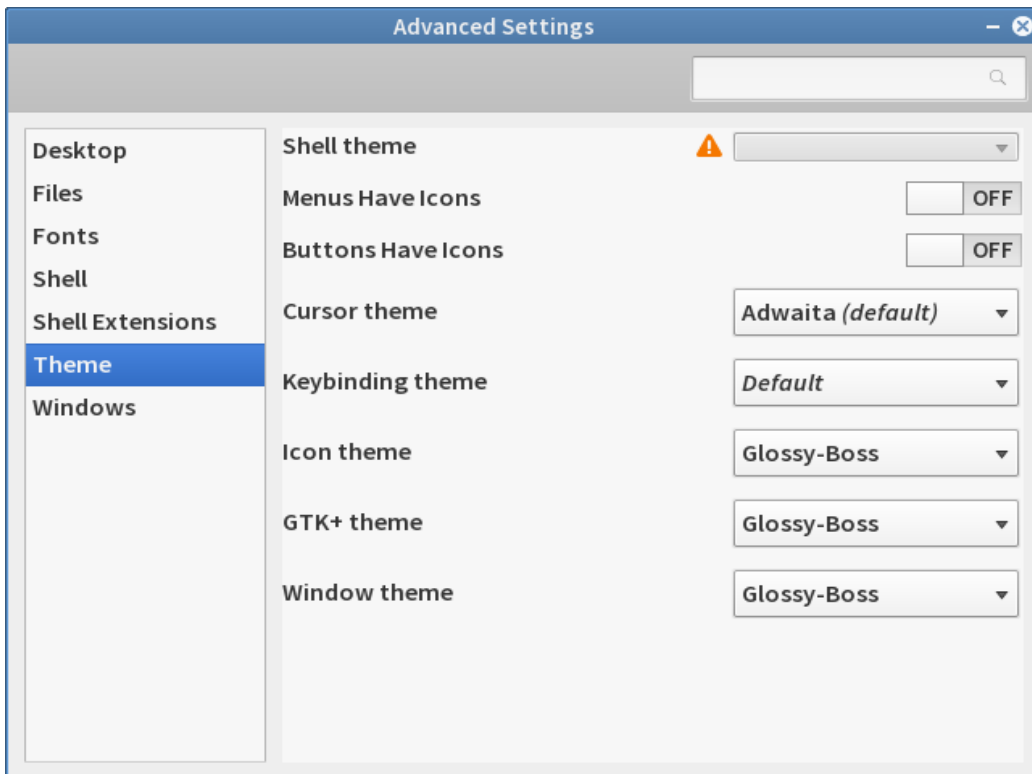 Advanced Settings
Desktop
Files
Fonts
Shell
Shell Extensions
Theme
Windows
Shell theme
Menus Have Icons OFF
Buttons Have Icons OFF
Cursor theme Adwaita (default)
Keybinding theme Default
Icon theme Glossy-Boss
GTK+ theme Glossy-Boss
Window theme Glossy-Boss